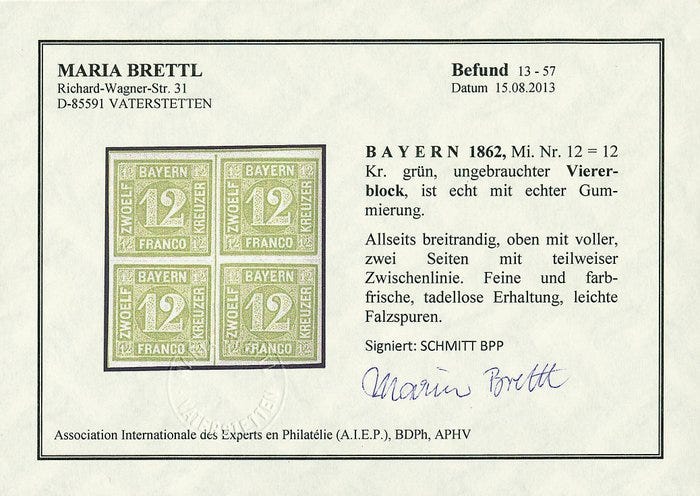 MARIA BRETTL
Richard-Wagner-Str. 31
D-85591 VATERSTETTEN
Befund 13 - 57
Datum 15.08.2013
BAYERN BAYERN
ZWOELF 12 KREUZER ZWOELF 12 KREUZER
FRANCO FRANCO
BAYERN BAYERN
ZWOELF 12 KREUZER ZWOELF 12 KREUZER
FRANCO FRANCO
B A Y E R N 1862, Mi. Nr. 12 = 12
Kr. grün, ungebrauchter Vierer-
block, ist echt mit echter Gum-
mierung.
Allseits breitrandig, oben mit voller,
zwei Seiten mit teilweiser
Zwischenlinie. Feine und farb-
frische, tadellose Erhaltung, leichte
Falzspuren.
Signiert: SCHMITT BPP
Maria Brettl
VATERSTETTEN
Association Internationale des Experts en Philatélie (A.I.E.P.), BDPh, APHV